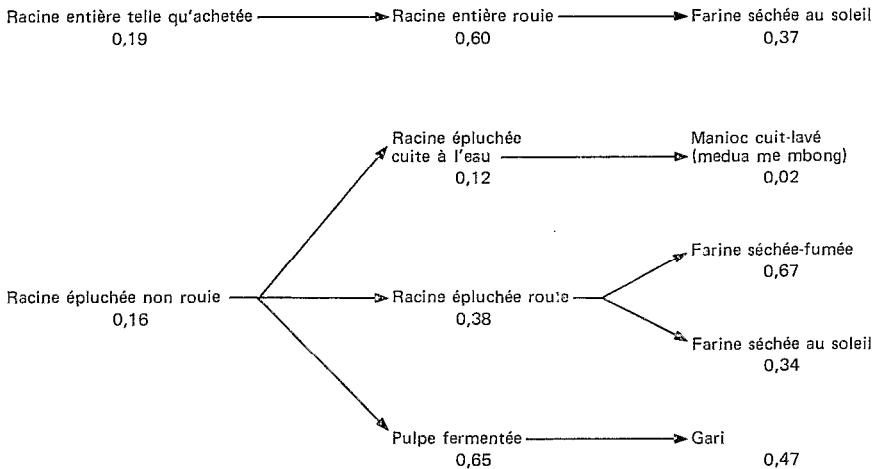 Racine entière telle qu'achetée Racine entière rouie Farine séchée au soleil
0,19 0,60 0,37
Racine épluchée
cuite à l'eau
0,12
Manioc cuit-lavé
(medua me mbong)
0,02
Farine séchée-fumée
0,67
Racine épluchée non rouie
0,16
Racine épluchée rouie
0,38
Farine séchée au soleil
0,34
Pulpe fermentée
0,65
Gari
0,47